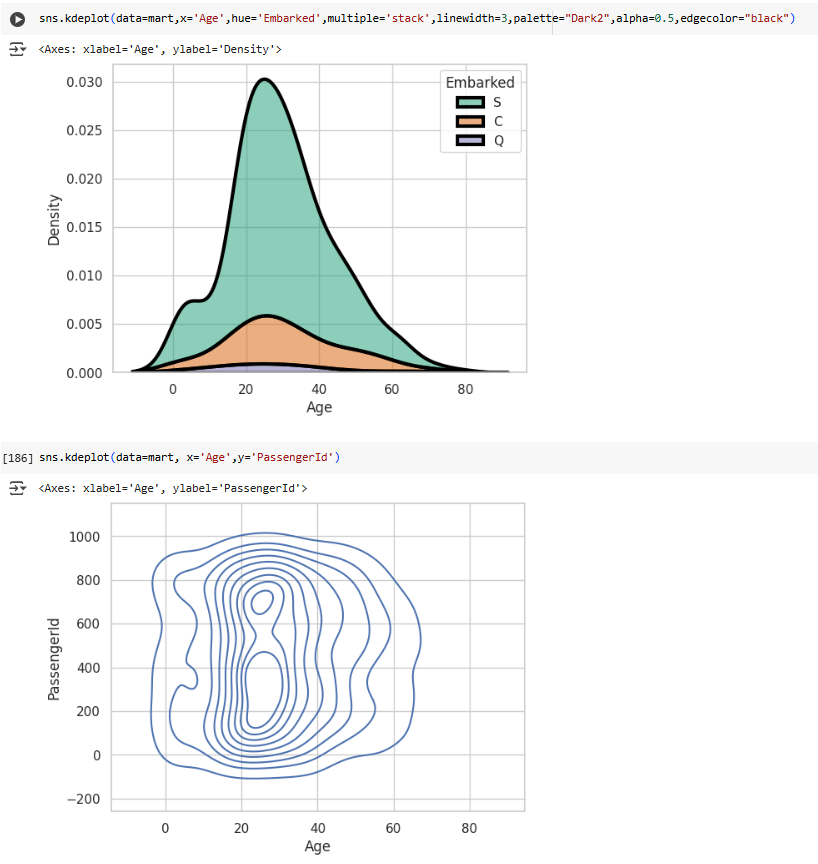 sns.kdeplot(data=mart,x='Age',hue='Embarked',multiple='stack',linewidth=3,palette="Dark2",alpha=0.5,edgecolor="black")
<Axes: xlabel='Age', ylabel='Density'>
0.030
0.025
0.020
0.015
0.010
0.005
0.000
Density
Embarked
S
C
Q
0 20 40 60 80
Age
[186] sns.kdeplot(data=mart, x='Age',y='PassengerId')
<Axes: xlabel='Age', ylabel='PassengerId'>
1000
800
600
400
200
0
−200
PassengerId
0 20 40 60 80
Age